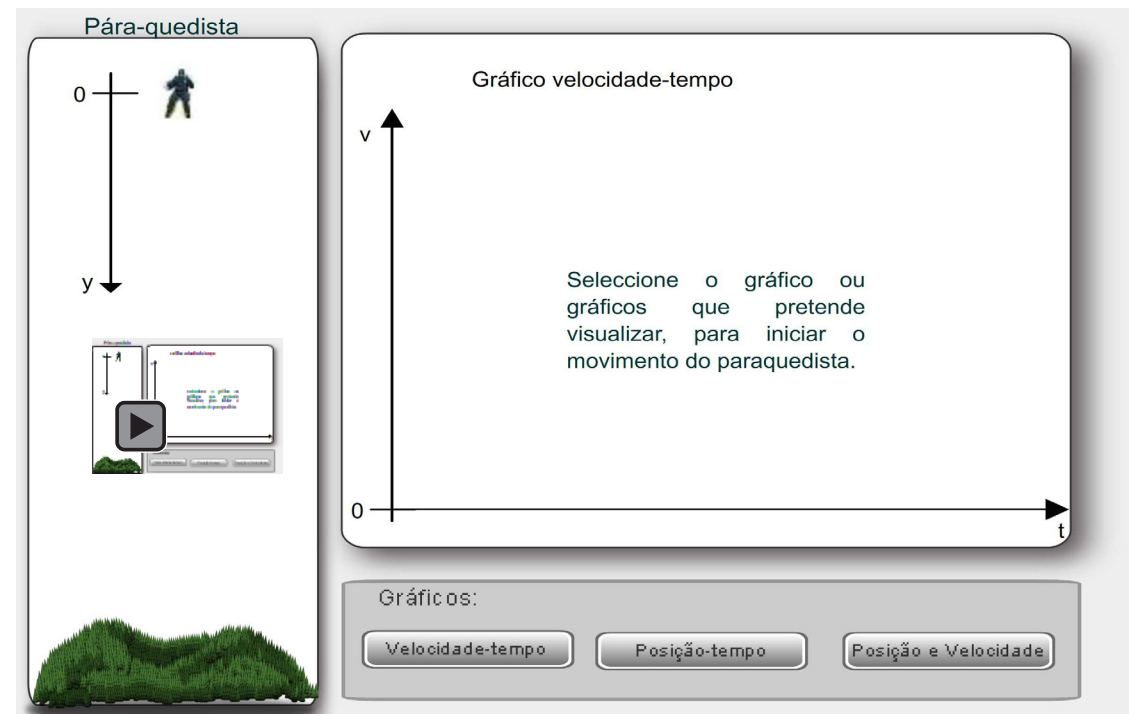 Pára-quedista
0
y
Gráfico velocidade-tempo
v
Seleccione o gráfico ou
gráficos que pretende
visualizar, para iniciar o
movimento do paraquedista.
0
t
Gráficos:
Velocidade-tempo
Posição-tempo
Posição e Velocidade